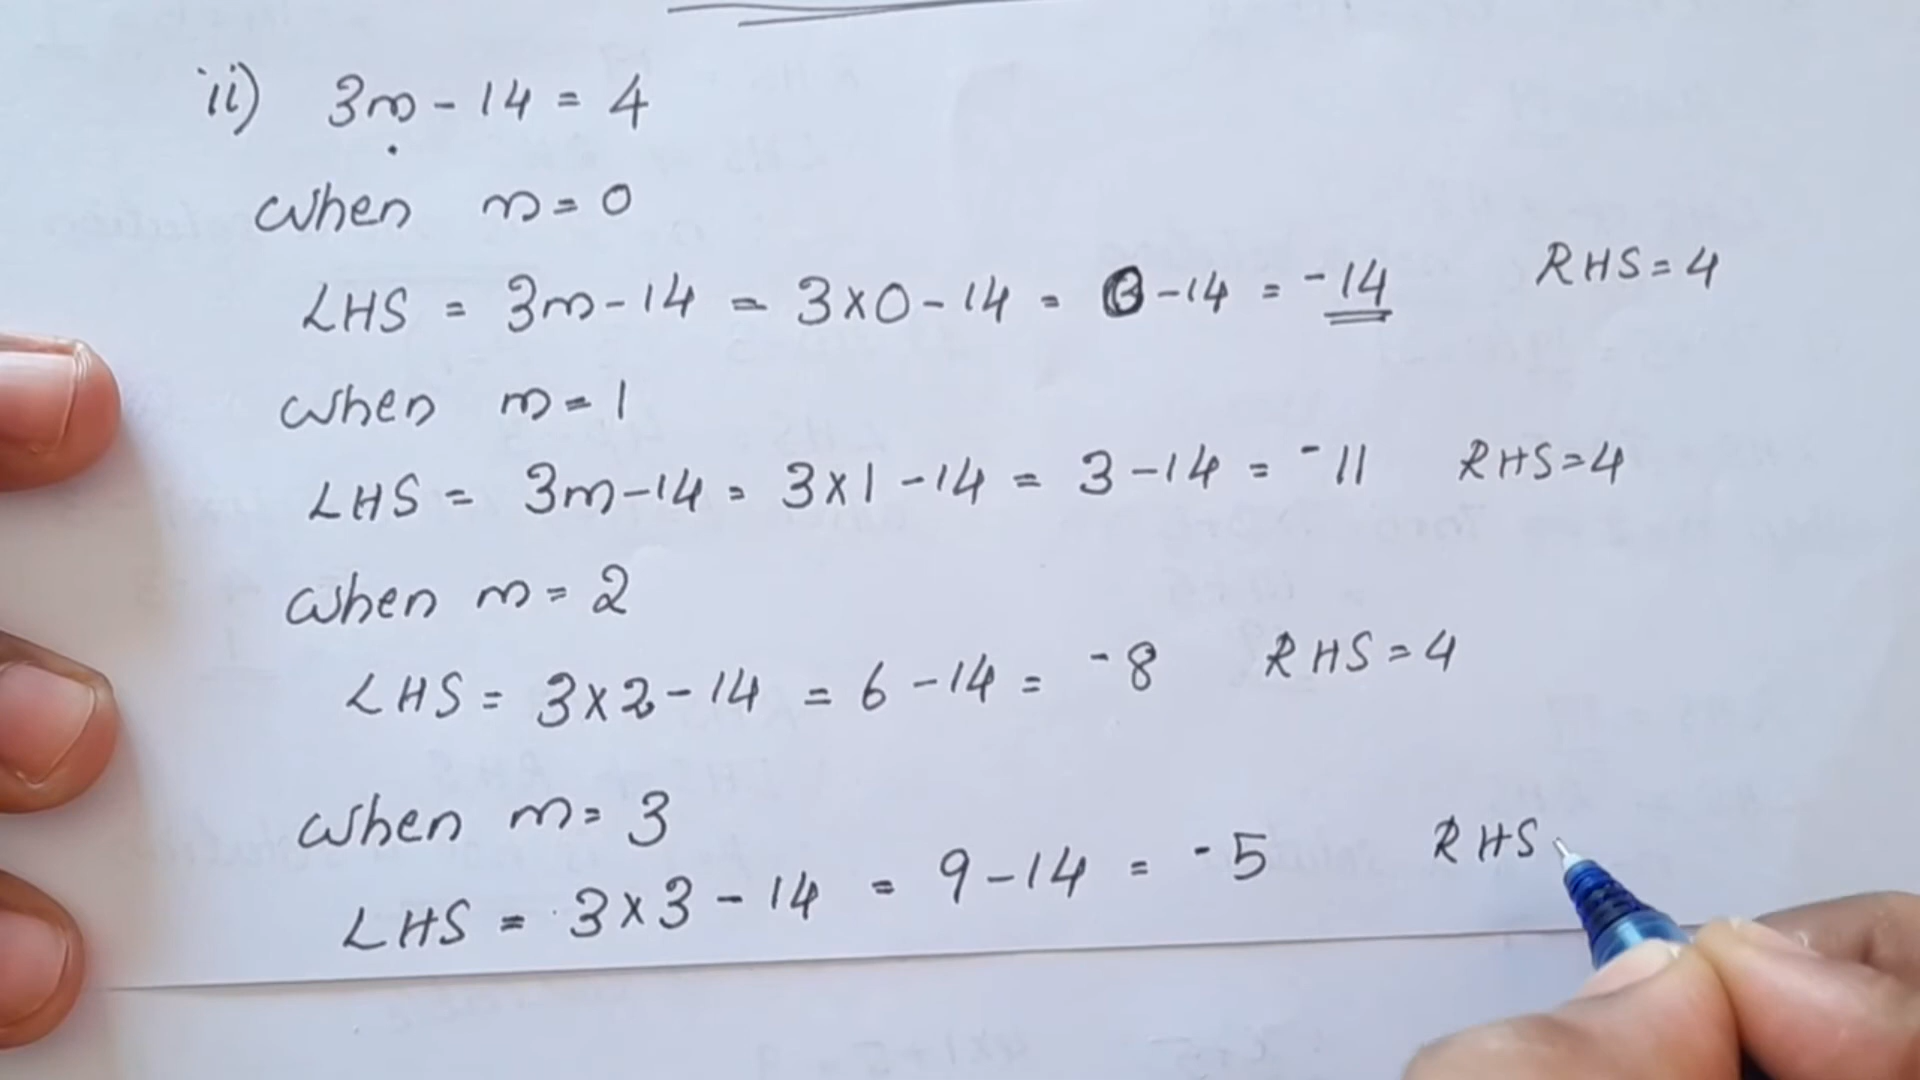 ii) 3m - 14 = 4
when m = 0
LHS = 3m - 14 = 3 × 0 - 14 = 0 - 14 = -14 RHS = 4
when m = 1
LHS = 3m - 14 = 3 × 1 - 14 = 3 - 14 = -11 RHS = 4
when m = 2
LHS = 3 × 2 - 14 = 6 - 14 = -8 RHS = 4
when m = 3
LHS = 3 × 3 - 14 = 9 - 14 = -5 RHS